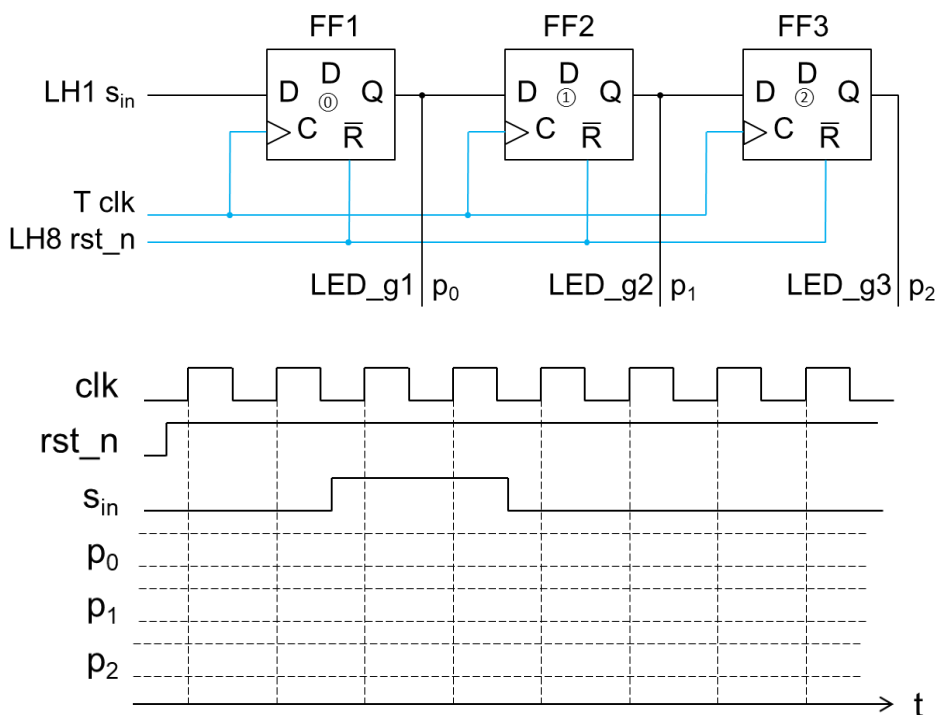 FF1 FF2 FF3
LH1 s_in D D ⓪ Q D D ① Q D D ② Q
C R̅ C R̅ C R̅
T clk
LH8 rst_n
LED_g1 p₀ LED_g2 p₁ LED_g3 p₂
clk
rst_n
s_in
p₀
p₁
p₂
t